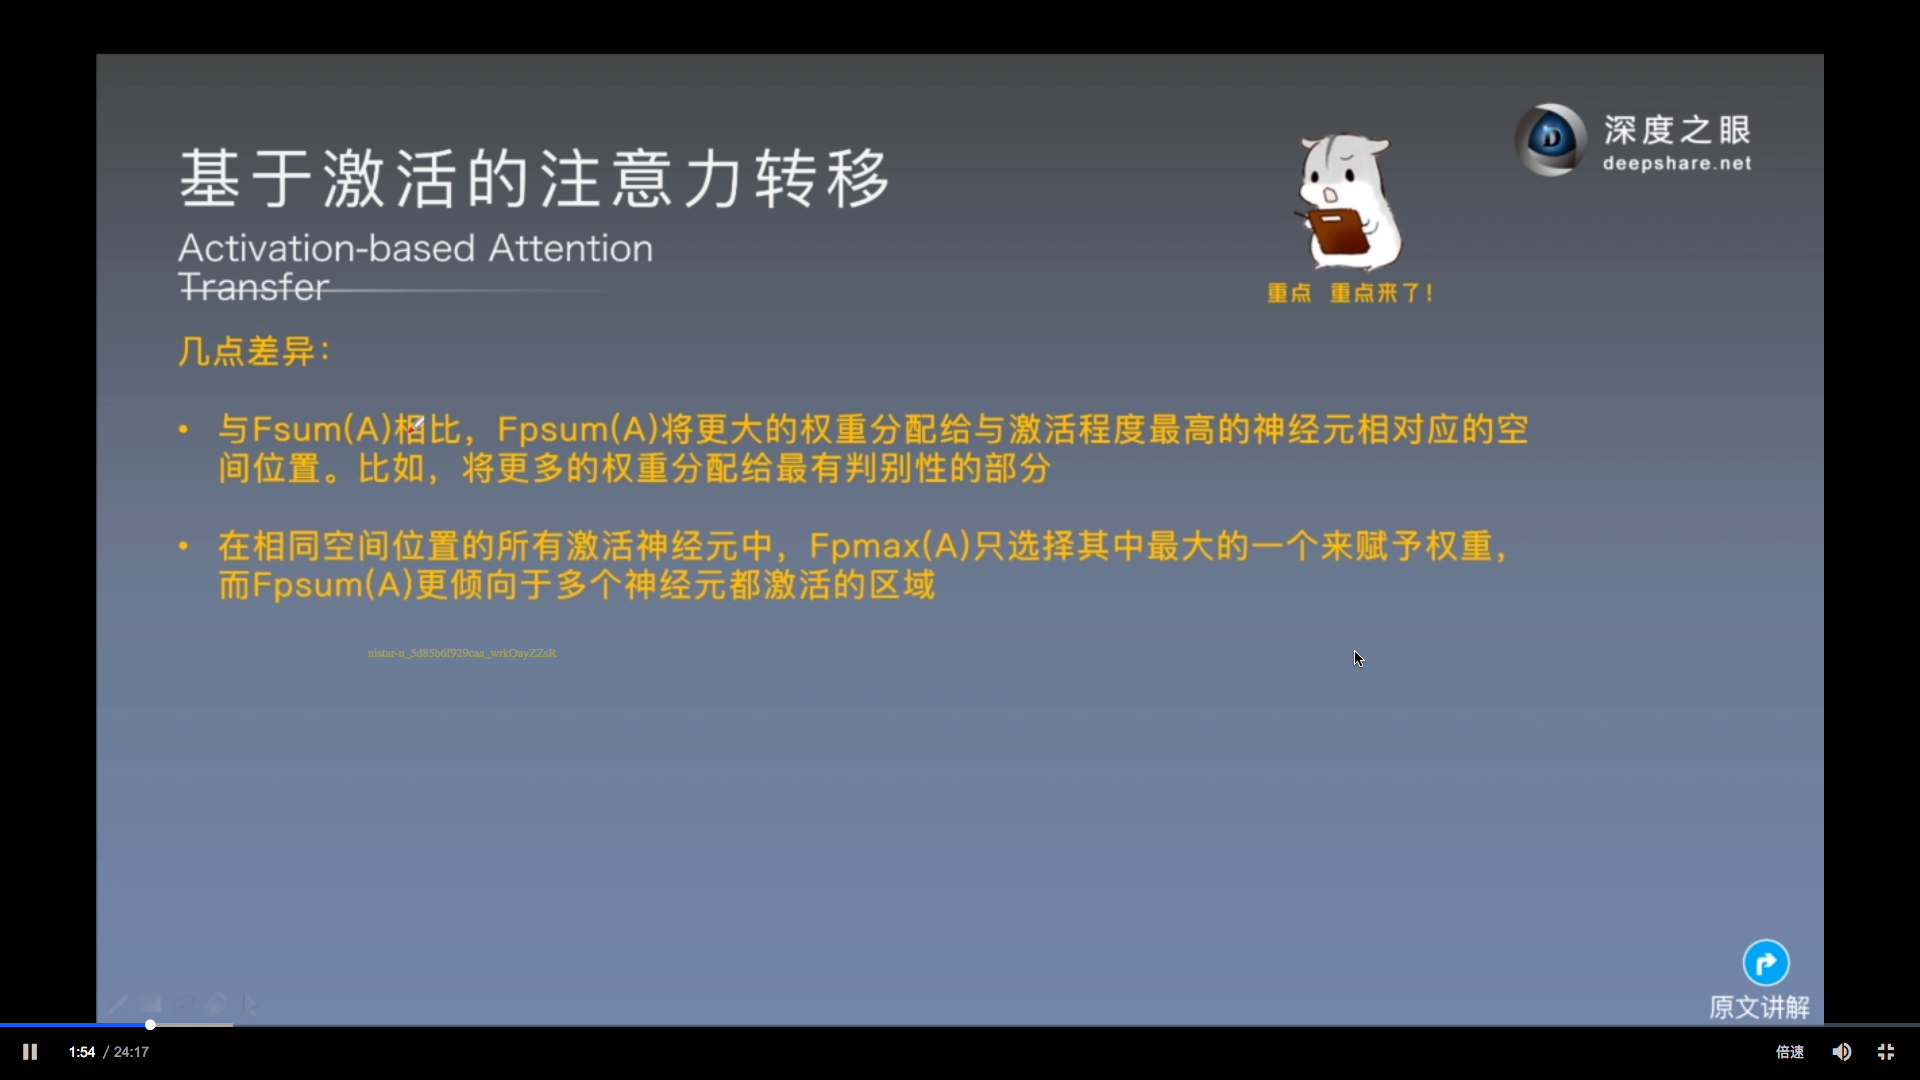 深度之眼
deepshare.net
基于激活的注意力转移
Activation-based Attention
Transfer
重点 重点来了！
几点差异：
• 与Fsum(A)相比，Fpsum(A)将更大的权重分配给与激活程度最高的神经元相对应的空
间位置。比如，将更多的权重分配给最有判别性的部分
• 在相同空间位置的所有激活神经元中，Fpmax(A)只选择其中最大的一个来赋予权重，
而Fpsum(A)更倾向于多个神经元都激活的区域
原文讲解
1:54 / 24:17
倍速